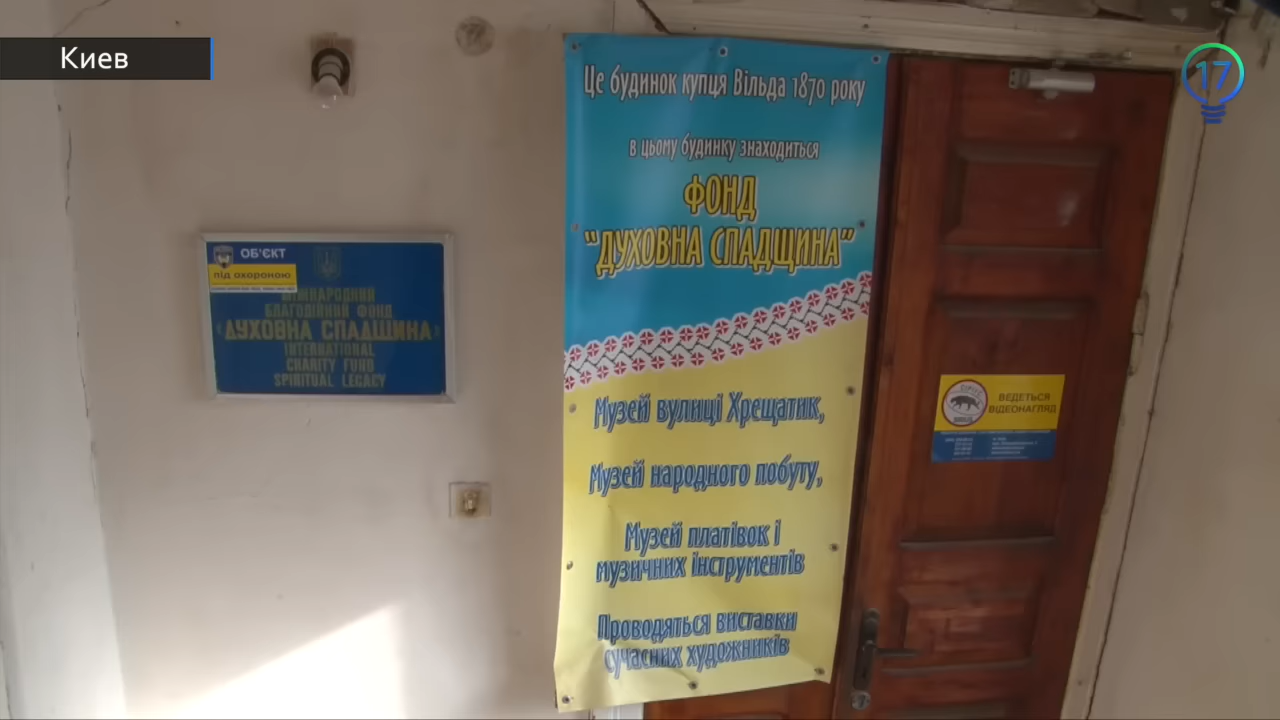 Киев
17
Це будинок купця Вільда 1870 року
в цьому будинку знаходиться
ФОНД
"ДУХОВНА СПАДЩИНА"
Музей вулиці Хрещатик,
Музей народного побуту,
Музей платівок і
музичних інструментів
Проводяться виставки
сучасних художників
ОБ'ЄКТ
під охороною
МІЖНАРОДНИЙ
БЛАГОДІЙНИЙ ФОНД
«ДУХОВНА СПАДЩИНА»
INTERNATIONAL
CHARITY FUND
SPIRITUAL LEGACY
ВЕДЕТЬСЯ
ВІДЕОНАГЛЯД